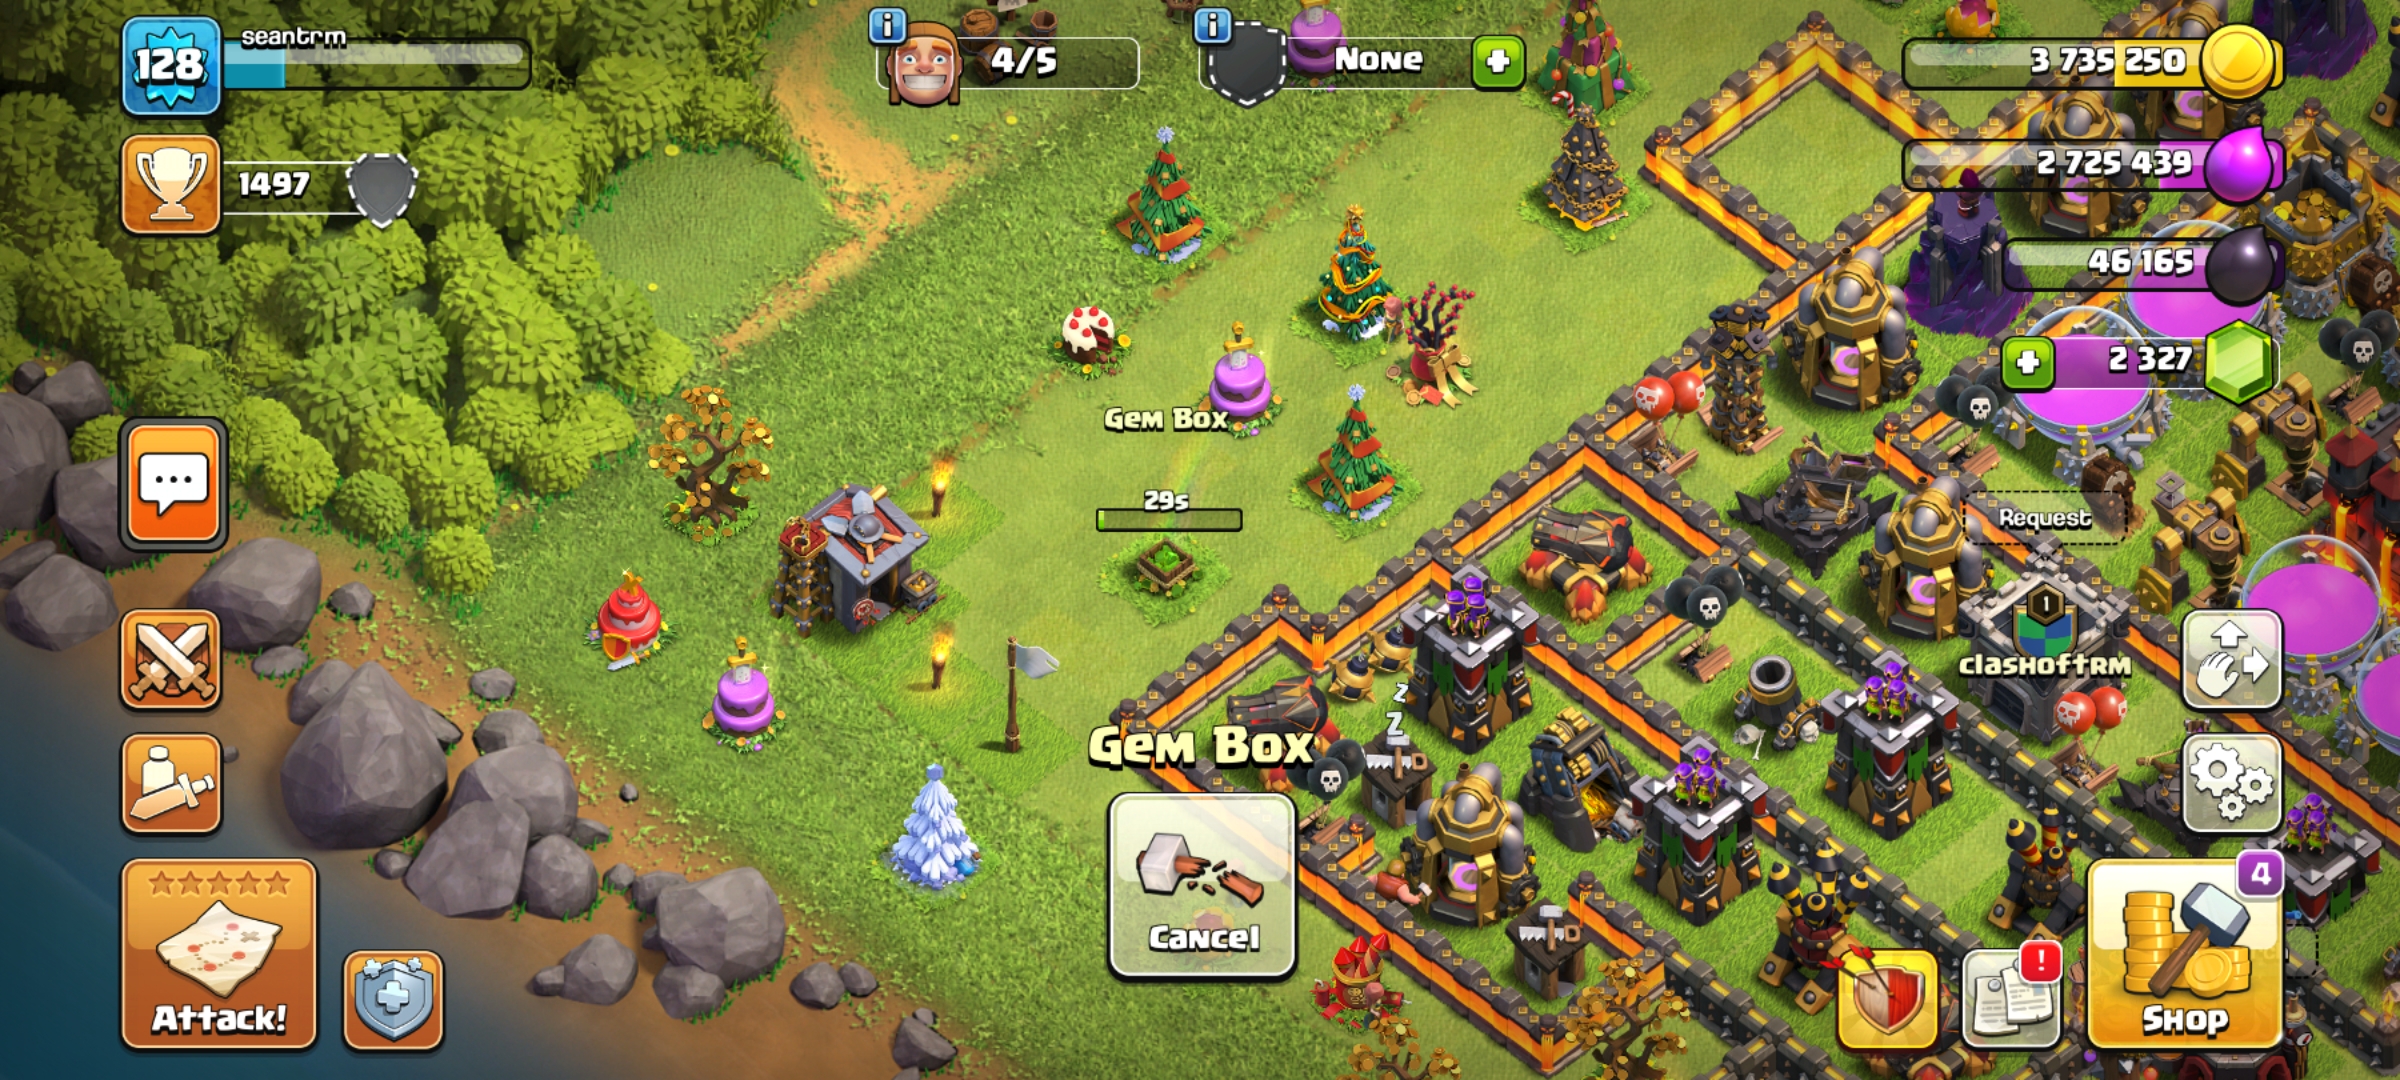 128
seantrm
4/5
None
3 735 250
1497
2 725 439
46 165
2 327
Gem Box
29s
Request
1
clashoftrm
z
z
Gem Box
Cancel
Attack!
!
4
Shop